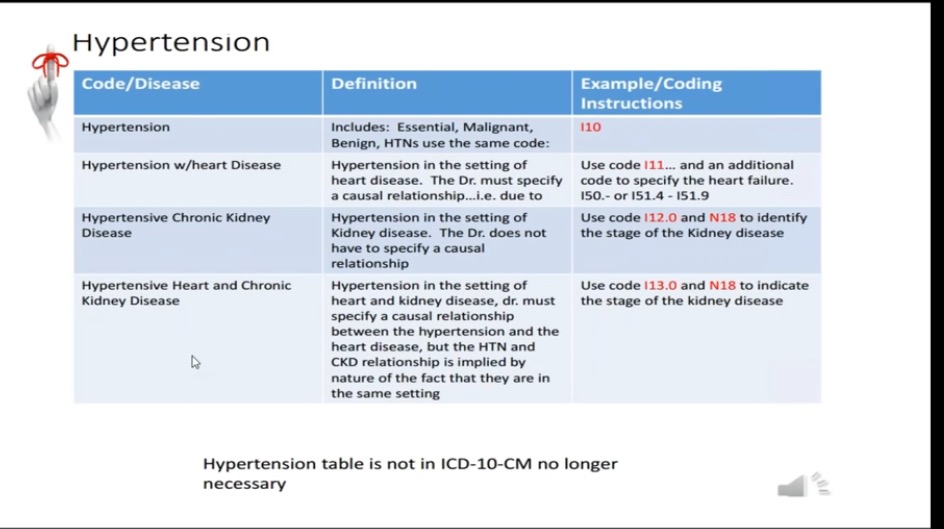 Hypertension
Code/Disease
Definition
Example/Coding
Instructions
Hypertension
Includes: Essential, Malignant,
Benign, HTNs use the same code:
I10
Hypertension w/heart Disease
Hypertension in the setting of
heart disease. The Dr. must specify
a causal relationship...i.e. due to
Use code I11... and an additional
code to specify the heart failure.
I50.- or I51.4 - I51.9
Hypertensive Chronic Kidney
Disease
Hypertension in the setting of
Kidney disease. The Dr. does not
have to specify a causal
relationship
Use code I12.0 and N18 to identify
the stage of the Kidney disease
Hypertensive Heart and Chronic
Kidney Disease
Hypertension in the setting of
heart and kidney disease, dr. must
specify a causal relationship
between the hypertension and the
heart disease, but the HTN and
CKD relationship is implied by
nature of the fact that they are in
the same setting
Use code I13.0 and N18 to indicate
the stage of the kidney disease
Hypertension table is not in ICD-10-CM no longer
necessary